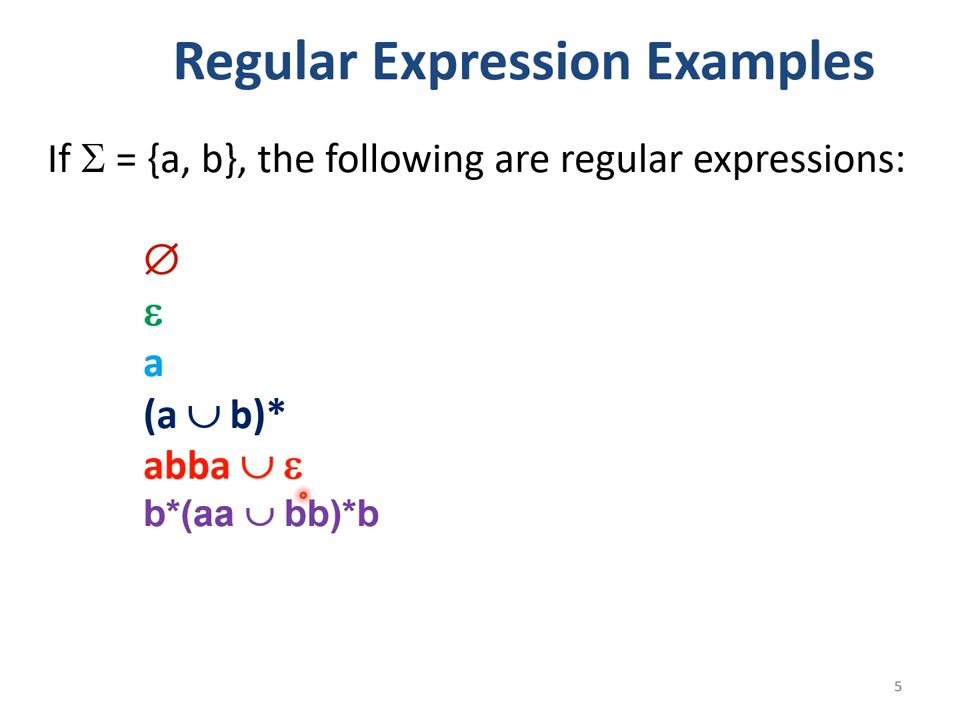 Regular Expression Examples
If Σ = {a, b}, the following are regular expressions:
∅
ε
a
(a ∪ b)*
abba ∪ ε
b*(aa ∪ bb)*b
5